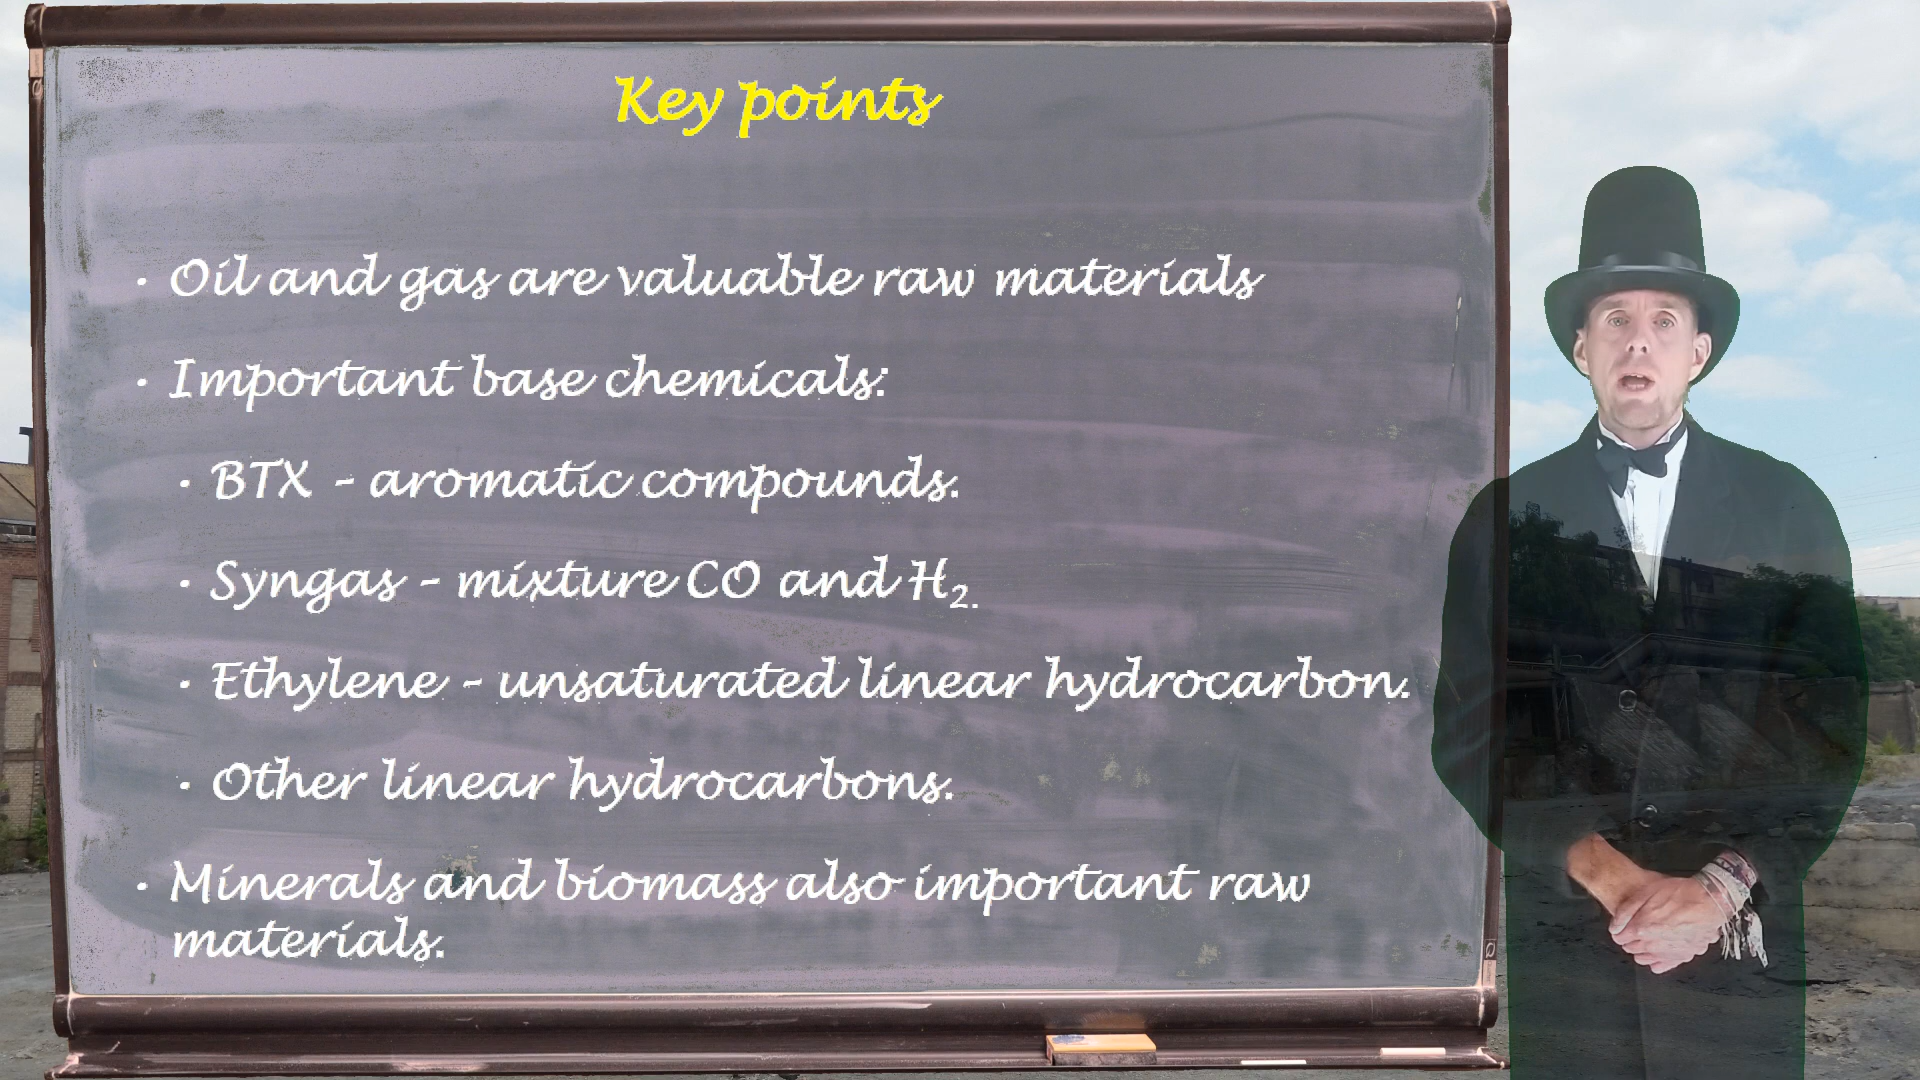 Key points
• Oil and gas are valuable raw materials
• Important base chemicals:
• BTX – aromatic compounds.
• Syngas – mixture CO and H₂.
• Ethylene – unsaturated linear hydrocarbon.
• Other linear hydrocarbons.
• Minerals and biomass also important raw
materials.